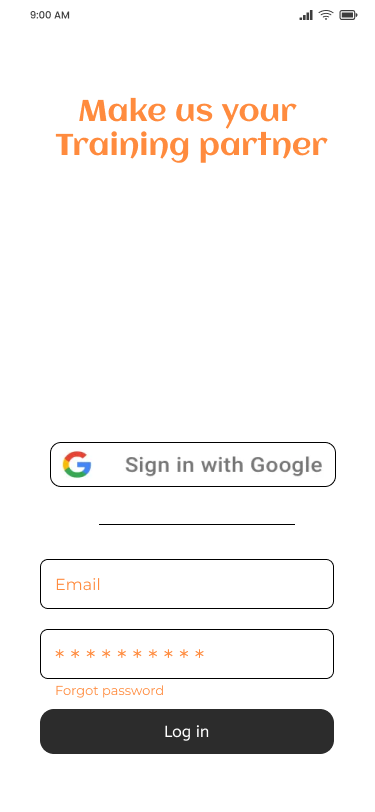 9:00 AM
Make us your
Training partner
Sign in with Google
Email
* * * * * * * * * *
Forgot password
Log in